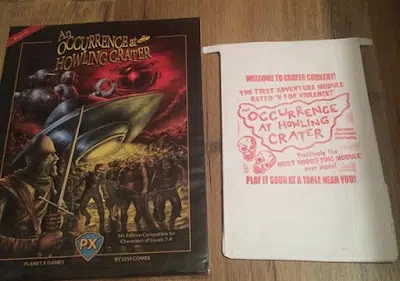 An
OCCURRENCE at
HOWLING CRATER
5th Edition Compatible for
Characters of Levels 7-9
PX
PLANET X GAMES
BY LEVI COMBS
WELCOME TO CRATER COUNTRY!
THE FIRST ADVENTURE MODULE
RATED "V FOR VIOLENCE!"
An
OCCURRENCE
AT HOWLING
CRATER
Positively the
MOST HORRIFYING MODULE
ever made!
PLAY IT SOON AT A TABLE NEAR YOU!